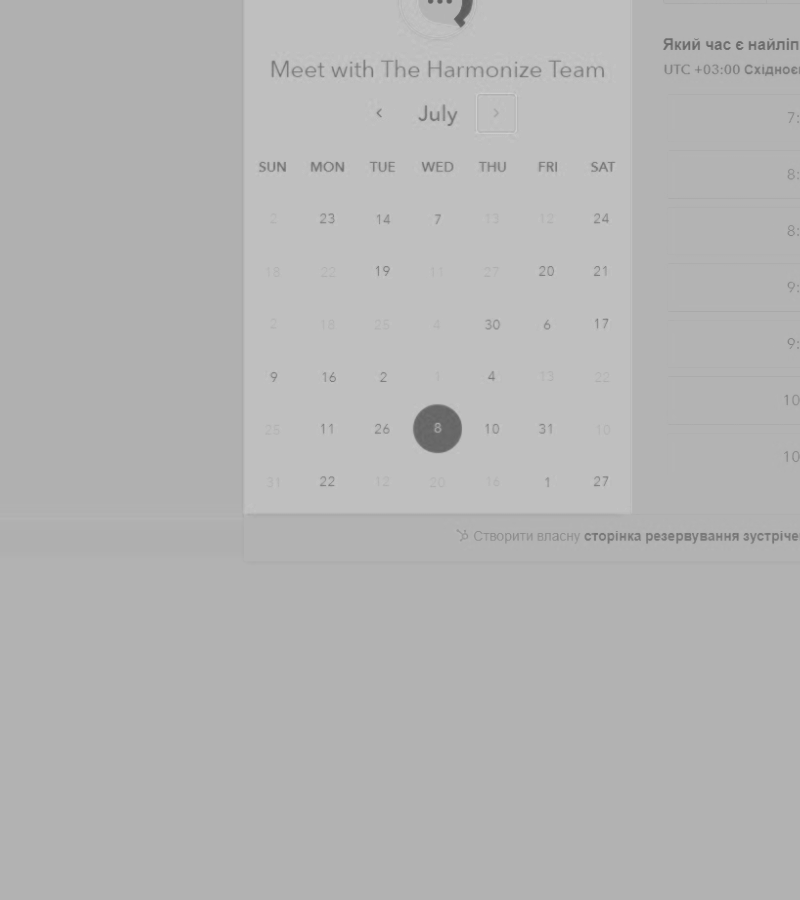 Meet with The Harmonize Team
July
SUN MON TUE WED THU FRI SAT
2 23 14 7 13 12 24
18 22 19 11 27 20 21
2 18 25 4 30 6 17
9 16 2 1 4 13 22
25 11 26 8 10 31 10
31 22 12 20 16 1 27
Який час є найліп
UTC +03:00 Східноє
7:
8:
8:
9:
9:
10
10
Створити власну сторінка резервування зустріче